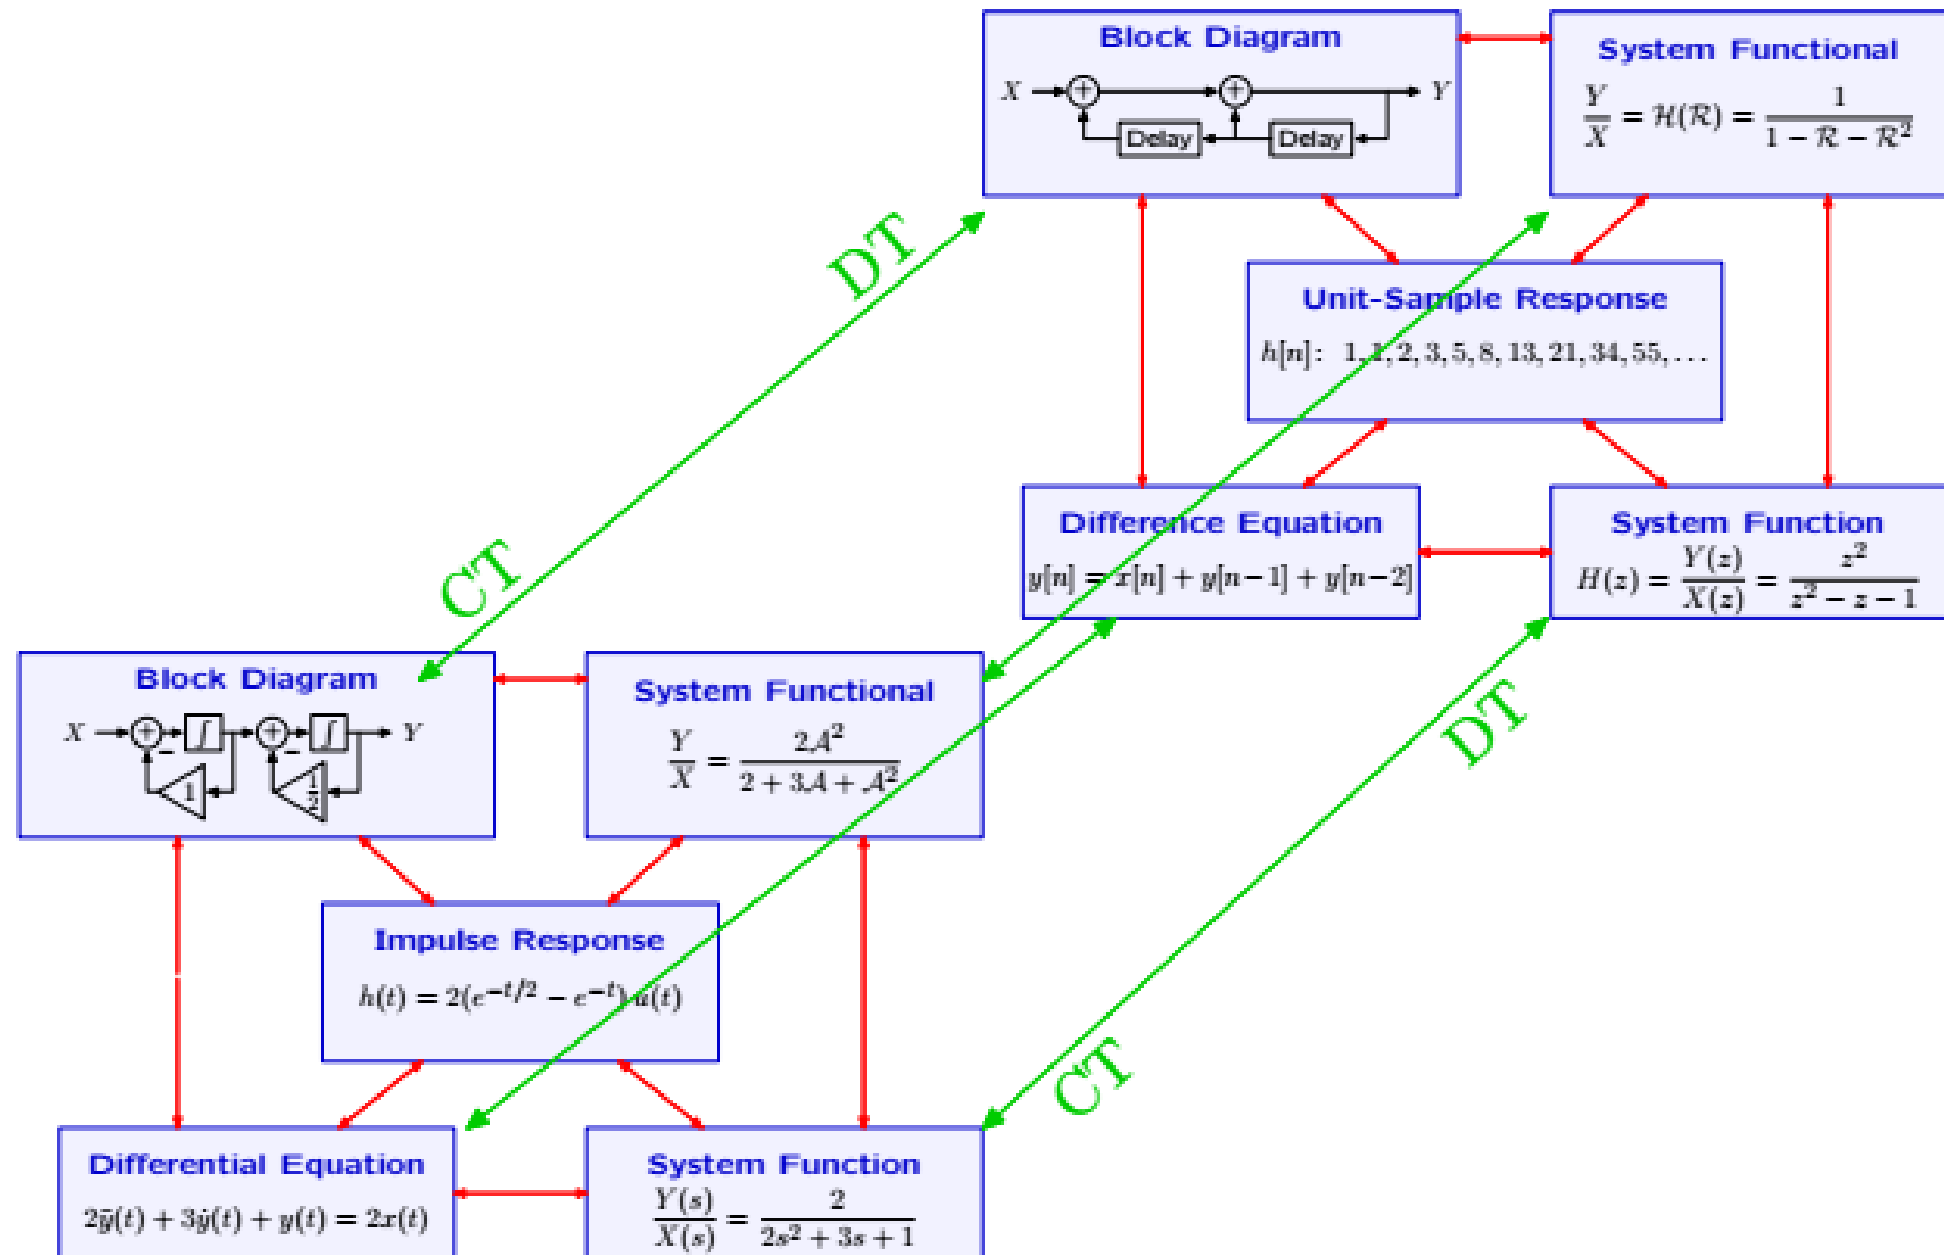 Block Diagram
X + + Y
Delay Delay
System Functional
Y/X = ℋ(ℛ) = 1/(1 − ℛ − ℛ²)
DT
Unit-Sample Response
h[n]: 1, 1, 2, 3, 5, 8, 13, 21, 34, 55, …
Difference Equation
y[n] = x[n] + y[n−1] + y[n−2]
System Function
H(z) = Y(z)/X(z) = z²/(z² − z − 1)
CT
DT
Block Diagram
X + − ∫ + − ∫ Y
1 1/2
System Functional
Y/X = 2𝒜²/(2 + 3𝒜 + 𝒜²)
Impulse Response
h(t) = 2(e^{−t/2} − e^{−t}) u(t)
CT
Differential Equation
2ÿ(t) + 3ẏ(t) + y(t) = 2x(t)
System Function
Y(s)/X(s) = 2/(2s² + 3s + 1)